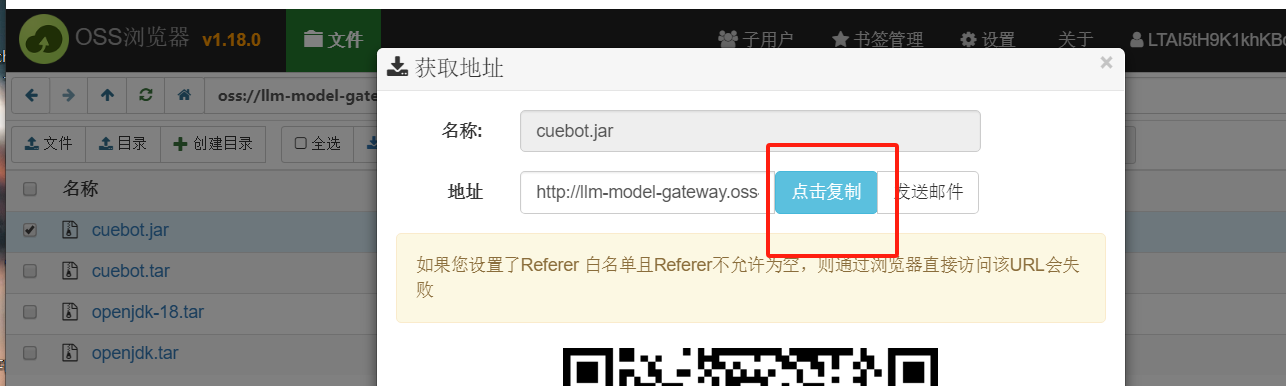 OSS浏览器 v1.18.0 文件 子用户 书签管理 设置 关于 LTAI5tH9K1khKB
获取地址 ×
oss://llm-model-gate
名称: cuebot.jar
文件 目录 创建目录 全选
地址 http://llm-model-gateway.oss- 点击复制 发送邮件
名称
cuebot.jar
如果您设置了Referer 白名单且Referer不允许为空，则通过浏览器直接访问该URL会失
败
cuebot.tar
openjdk-18.tar
openjdk.tar